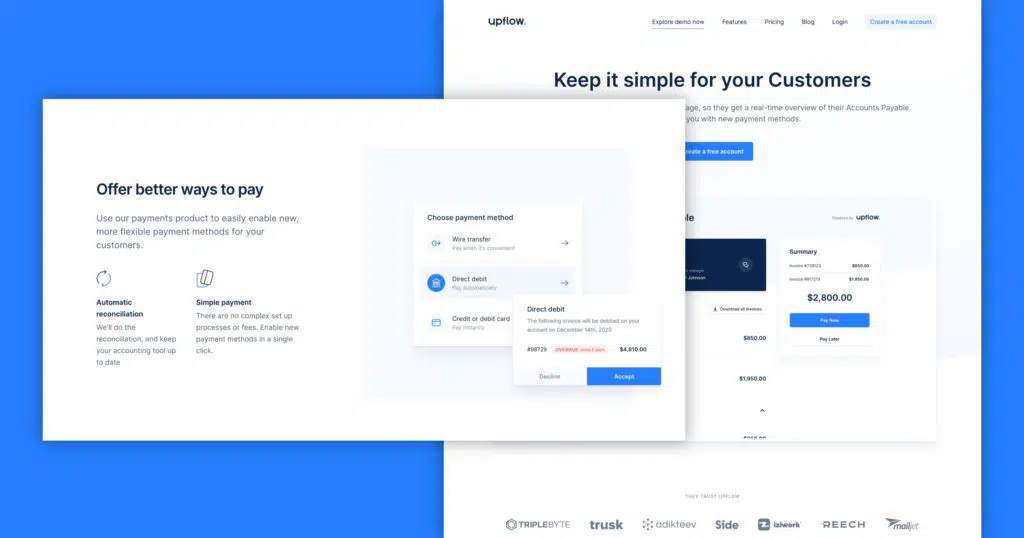 upflow.
Explore demo now
Features
Pricing
Blog
Login
Create a free account
Keep it simple for your Customers
so they get a real-time overview of their Accounts Payable.
you with new payment methods.
create a free account
Offer better ways to pay
Use our payments product to easily enable new,
more flexible payment methods for your
customers.
Automatic
reconciliation
We'll do the
reconciliation, and keep
your accounting tool up
to date
Simple payment
There are no complex set up
processes or fees. Enable new
payment methods in a single
click.
Choose payment method
Wire transfer
Pay when it's convenient
Direct debit
Pay automatically
Credit or debit card
Pay instantly
Direct debit
The following invoice will be debited on your
account on December 14th, 2020
#98729
OVERDUE
$4,810.00
Decline
Accept
Powered by upflow.
Johnson
Download all invoices
$850.00
$1,950.00
Summary
$850.00
$1,950.00
$2,800.00
Pay Now
Pay Later
THEY TRUST UPFLOW
TRIPLEBYTE
trusk
adikteev
Side
iziwork
REECH
mailjet